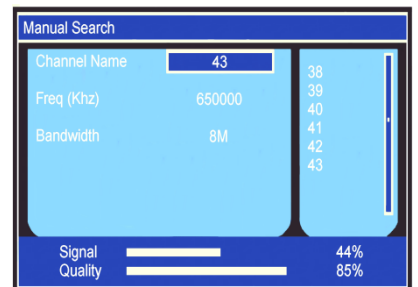 Manual Search
Channel Name 43
Freq (Khz) 650000
Bandwidth 8M
38
39
40
41
42
43
Signal 44%
Quality 85%